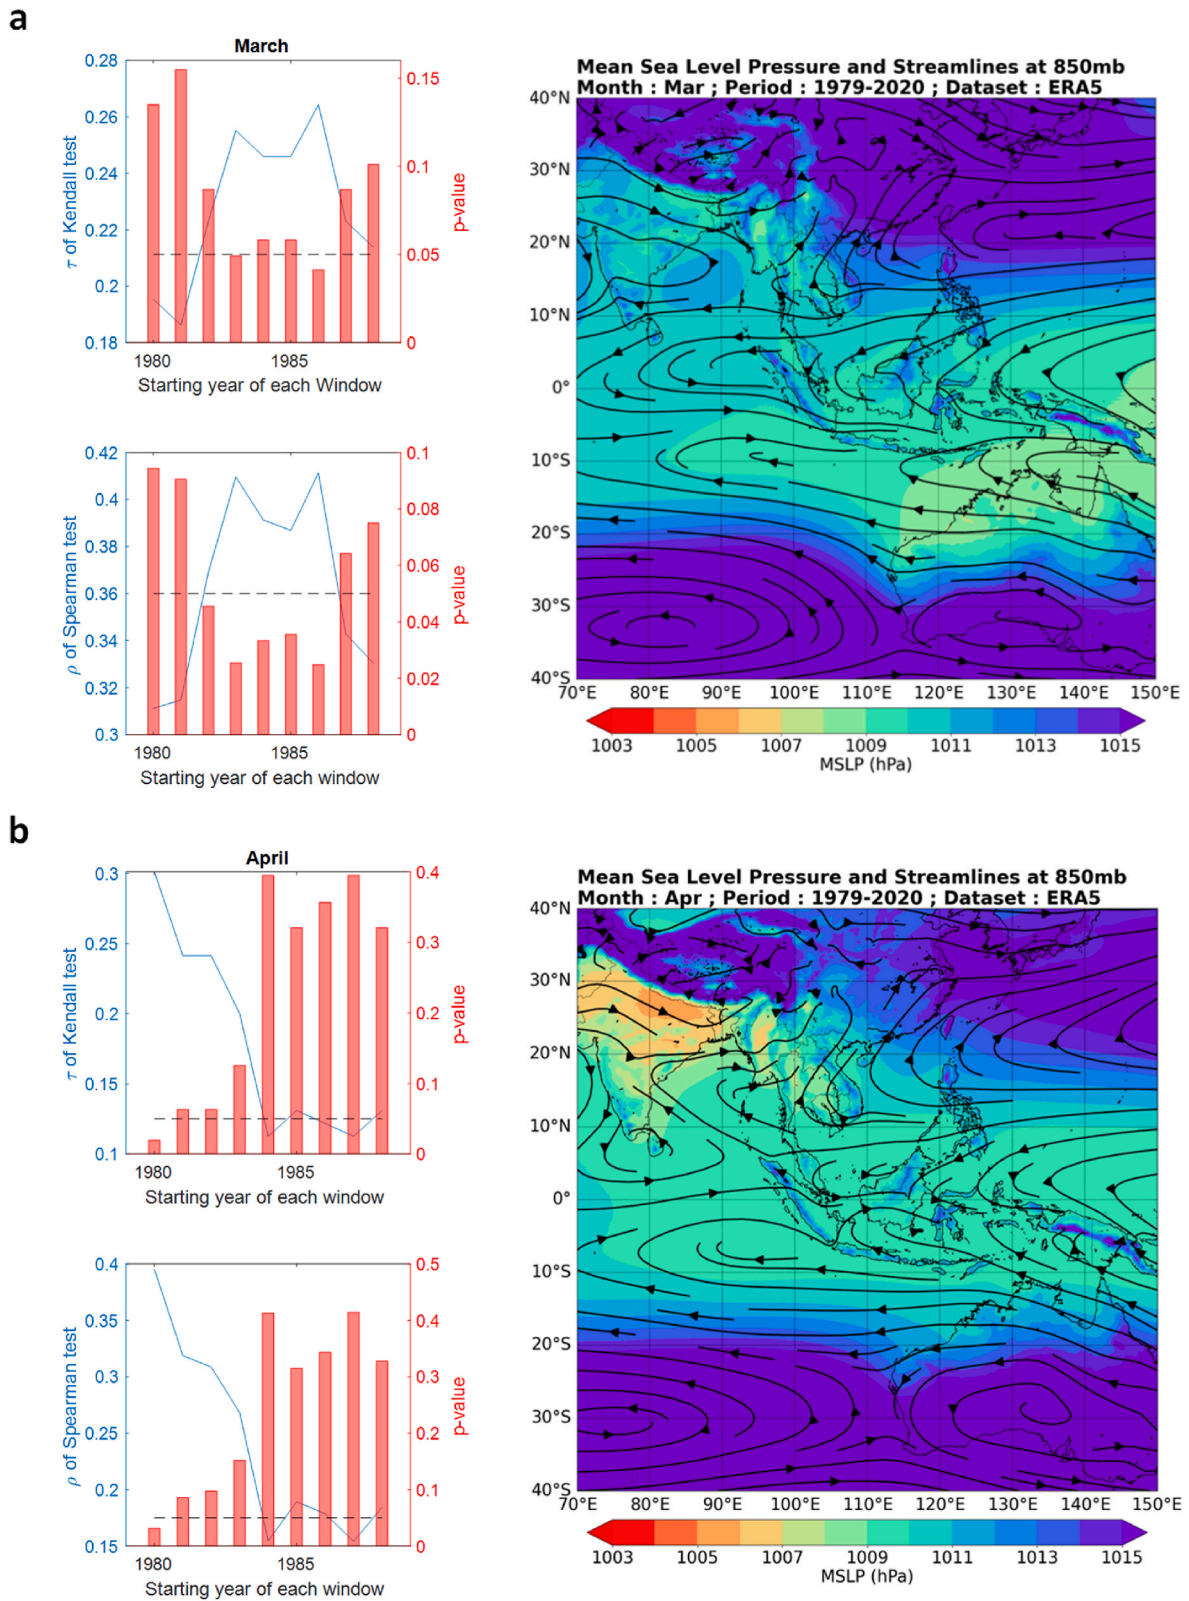 a
March
0.28
0.26
0.24
0.22
0.2
0.18
τ of Kendall test
0.15
0.1
0.05
0
p-value
1980 1985
Starting year of each Window
0.42
0.4
0.38
0.36
0.34
0.32
0.3
ρ of Spearman test
0.1
0.08
0.06
0.04
0.02
0
p-value
1980 1985
Starting year of each window
Mean Sea Level Pressure and Streamlines at 850mb
Month : Mar ; Period : 1979-2020 ; Dataset : ERA5
40°N
30°N
20°N
10°N
0°
10°S
20°S
30°S
40°S
70°E 80°E 90°E 100°E 110°E 120°E 130°E 140°E 150°E
1003 1005 1007 1009 1011 1013 1015
MSLP (hPa)
b
April
0.3
0.25
0.2
0.15
0.1
τ of Kendall test
0.4
0.3
0.2
0.1
0
p-value
1980 1985
Starting year of each window
0.4
0.35
0.3
0.25
0.2
0.15
ρ of Spearman test
0.5
0.4
0.3
0.2
0.1
0
p-value
1980 1985
Starting year of each window
Mean Sea Level Pressure and Streamlines at 850mb
Month : Apr ; Period : 1979-2020 ; Dataset : ERA5
40°N
30°N
20°N
10°N
0°
10°S
20°S
30°S
40°S
70°E 80°E 90°E 100°E 110°E 120°E 130°E 140°E 150°E
1003 1005 1007 1009 1011 1013 1015
MSLP (hPa)